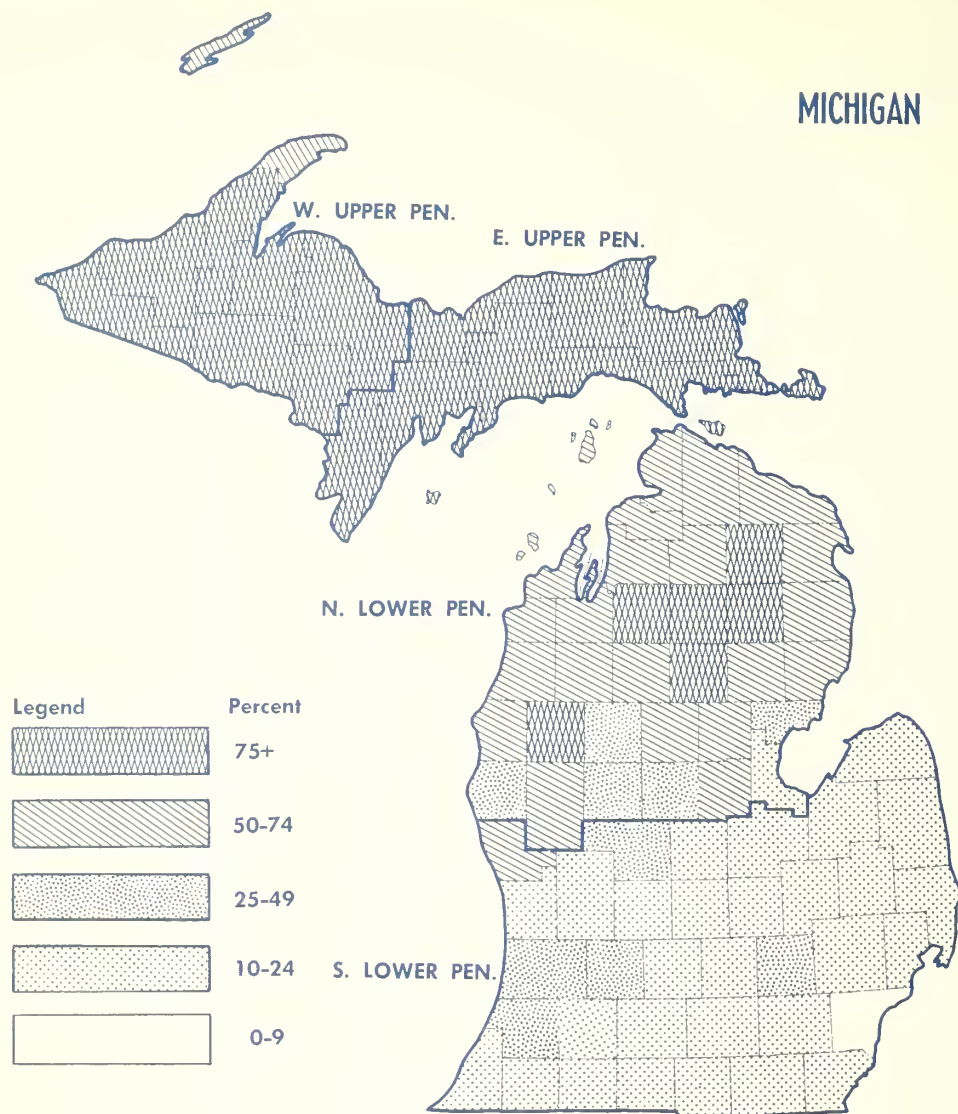 MICHIGAN
W. UPPER PEN.
E. UPPER PEN.
N. LOWER PEN.
Legend Percent
75+
50-74
25-49
10-24
S. LOWER PEN.
0-9